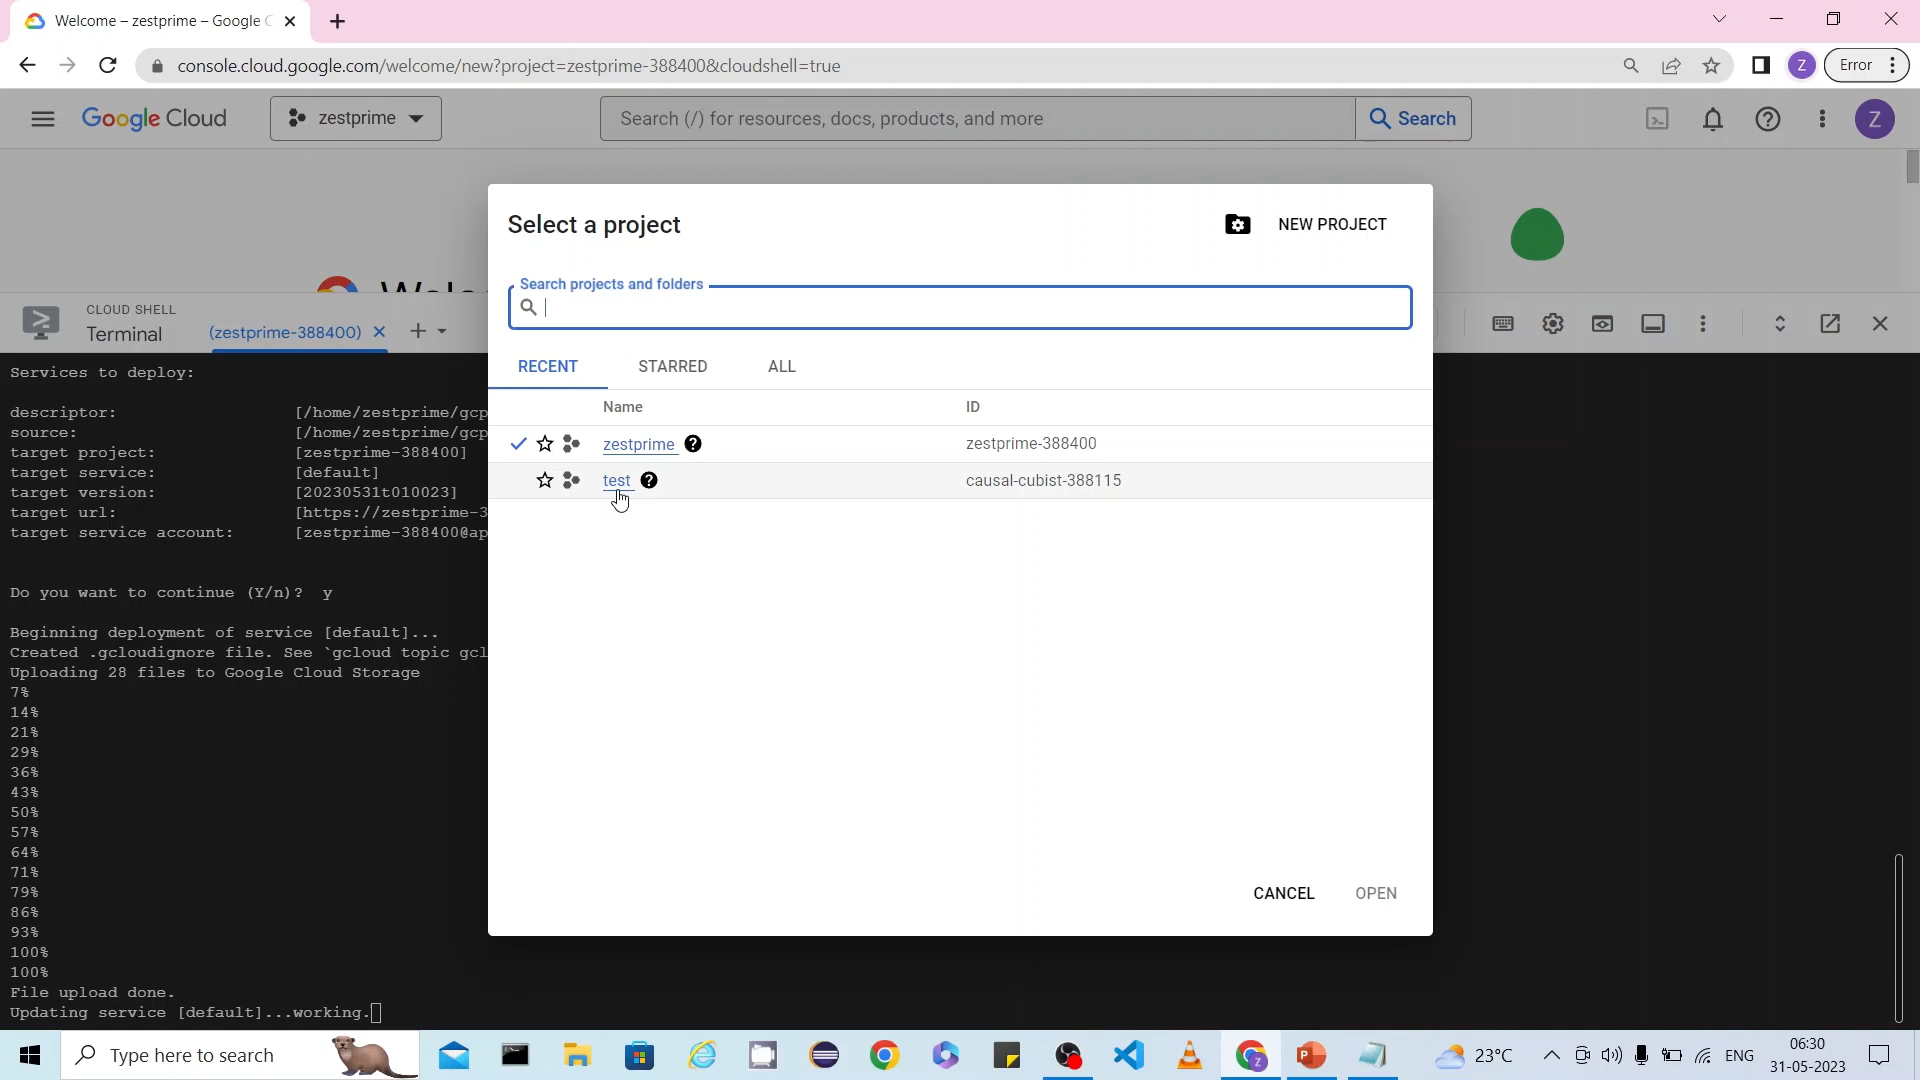 Welcome – zestprime – Google C
console.cloud.google.com/welcome/new?project=zestprime-388400&cloudshell=true
Z
Error
Google Cloud
zestprime
Search (/) for resources, docs, products, and more
Search
Z
Select a project
NEW PROJECT
Search projects and folders
RECENT
STARRED
ALL
Name
ID
zestprime
zestprime-388400
test
causal-cubist-388115
CANCEL
OPEN
CLOUD SHELL
Terminal
(zestprime-388400)
Services to deploy:
descriptor: [/home/zestprime/gcp
source: [/home/zestprime/gcp
target project: [zestprime-388400]
target service: [default]
target version: [20230531t010023]
target url: [https://zestprime-3
target service account: [zestprime-388400@ap
Do you want to continue (Y/n)? y
Beginning deployment of service [default]...
Created .gcloudignore file. See `gcloud topic gcl
Uploading 28 files to Google Cloud Storage
7%
14%
21%
29%
36%
43%
50%
57%
64%
71%
79%
86%
93%
100%
100%
File upload done.
Updating service [default]...working.
Type here to search
23°C
ENG
06:30
31-05-2023